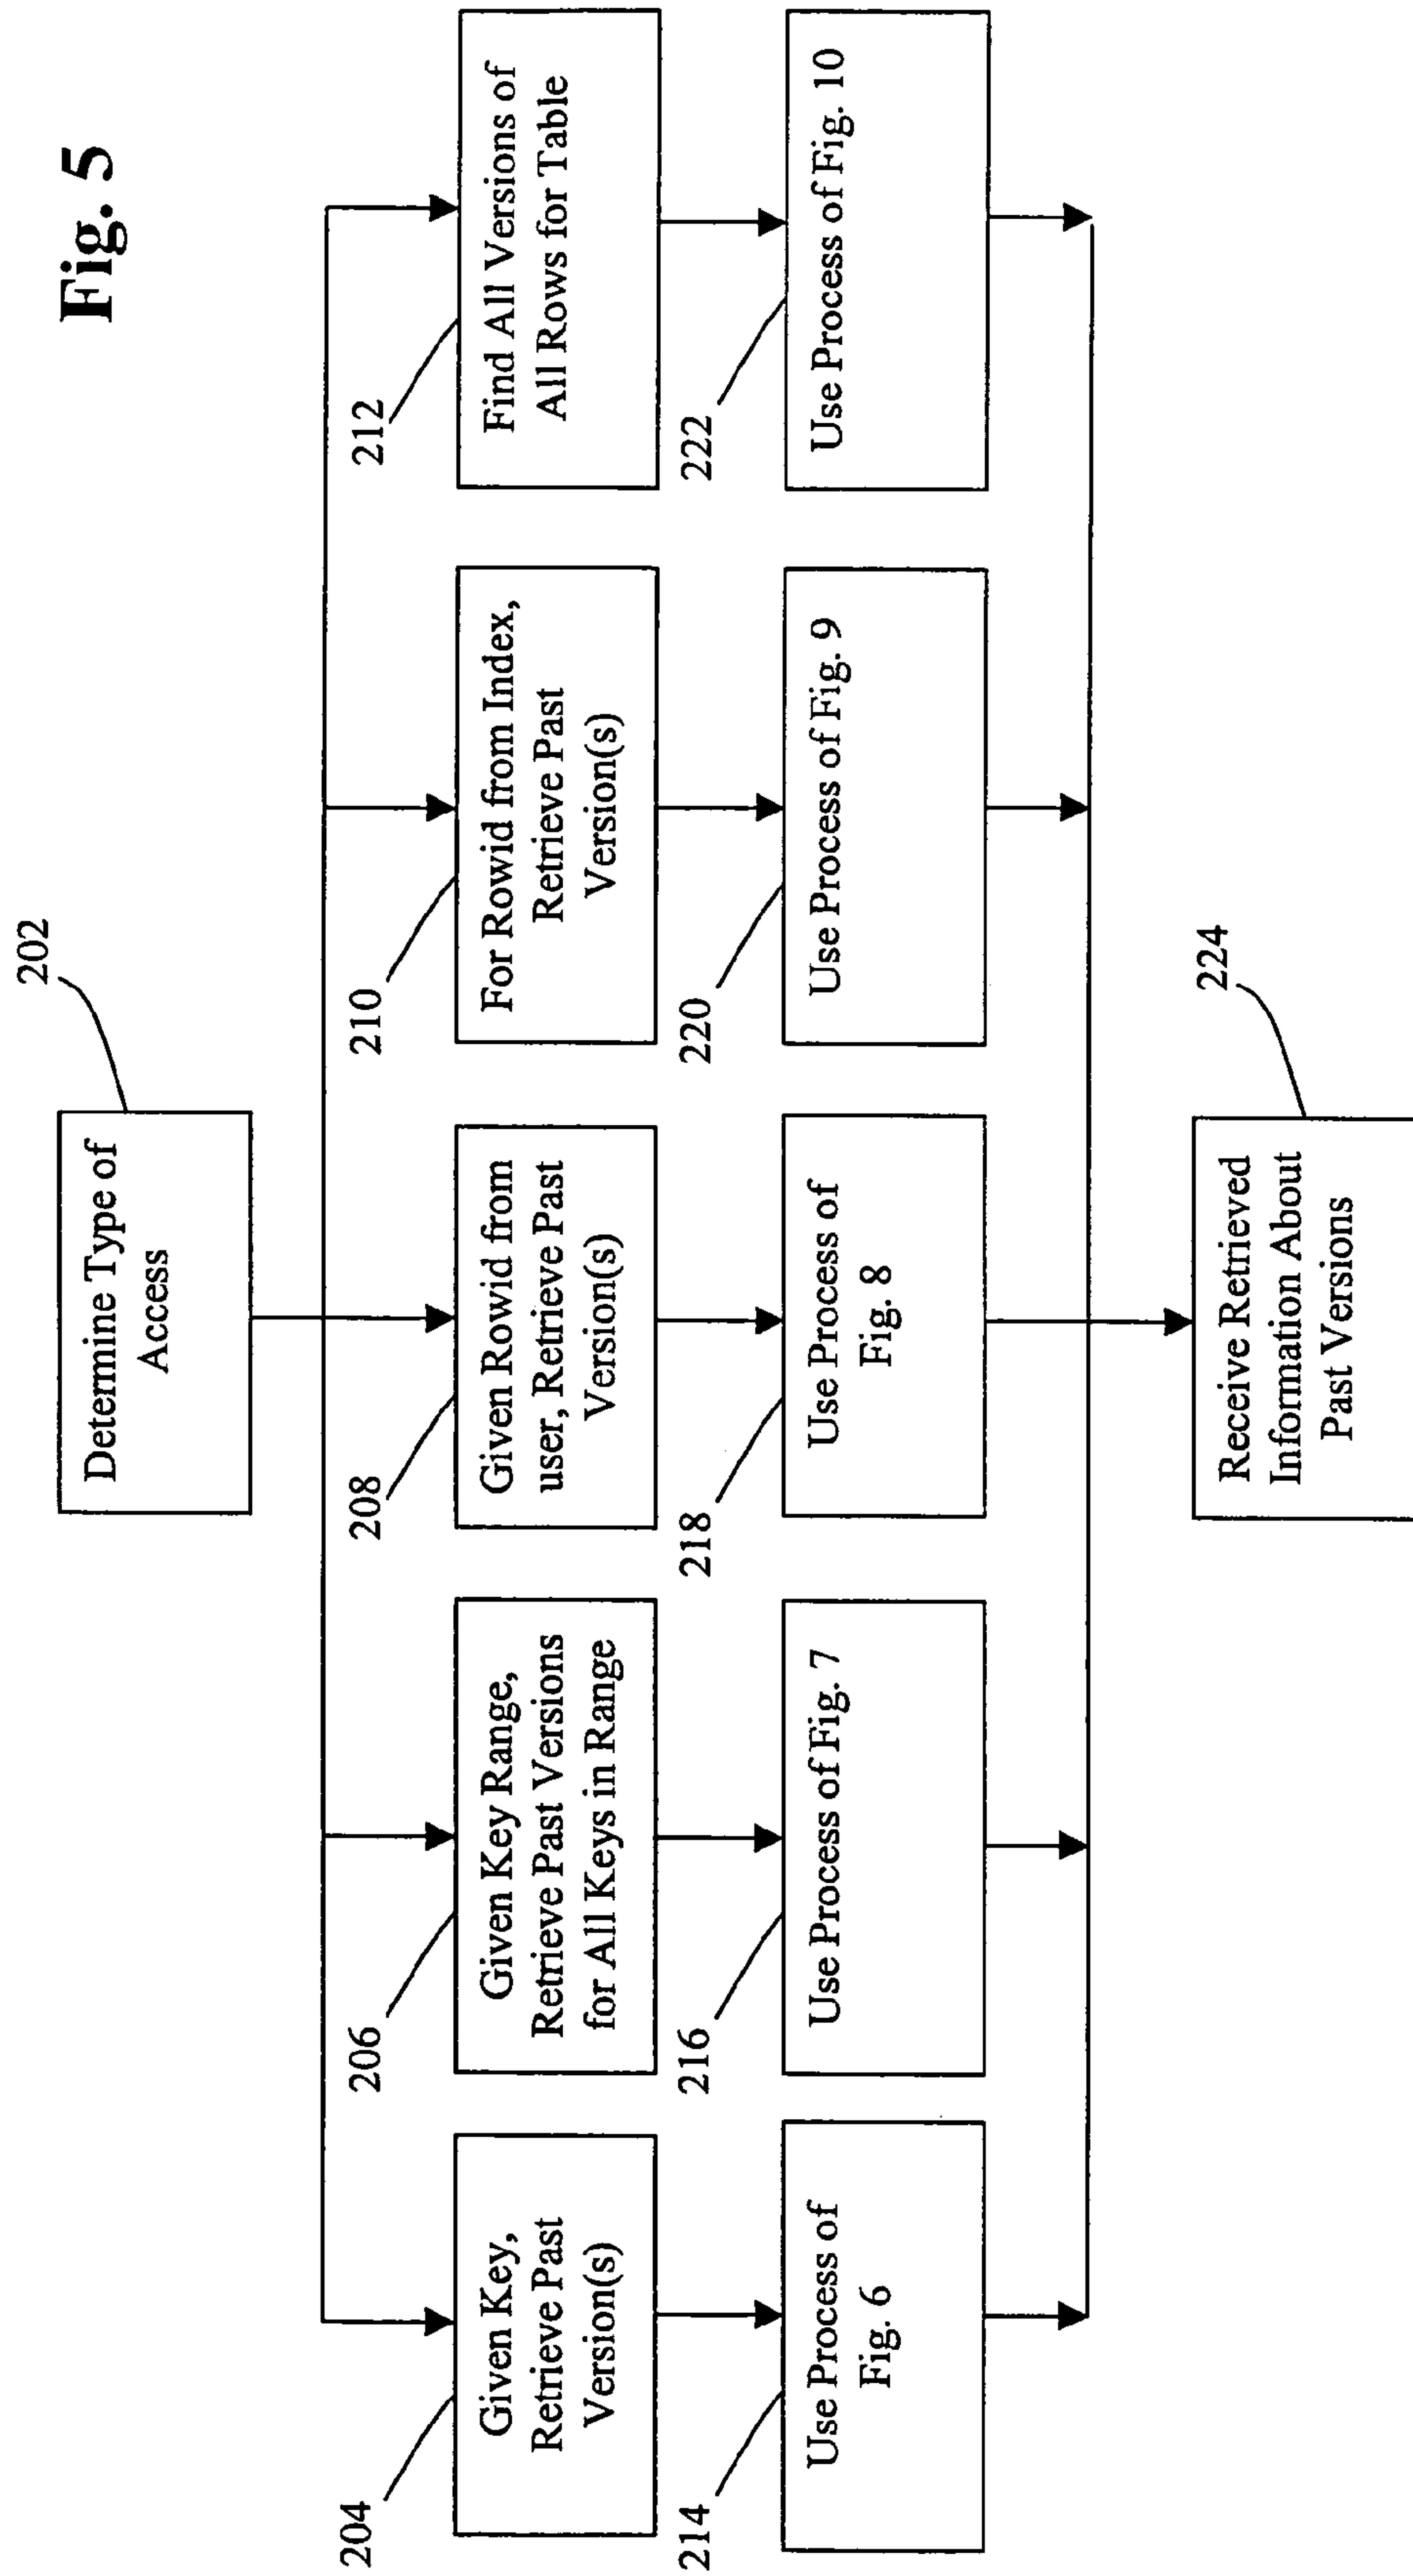 Fig. 5
202
Determine Type of
Access
204
Given Key,
Retrieve Past
Version(s)
206
Given Key Range,
Retrieve Past Versions
for All Keys in Range
208
Given Rowid from
user, Retrieve Past
Version(s)
210
For Rowid from Index,
Retrieve Past
Version(s)
212
Find All Versions of
All Rows for Table
214
Use Process of
Fig. 6
216
Use Process of Fig. 7
218
Use Process of
Fig. 8
220
Use Process of Fig. 9
222
Use Process of Fig. 10
224
Receive Retrieved
Information About
Past Versions